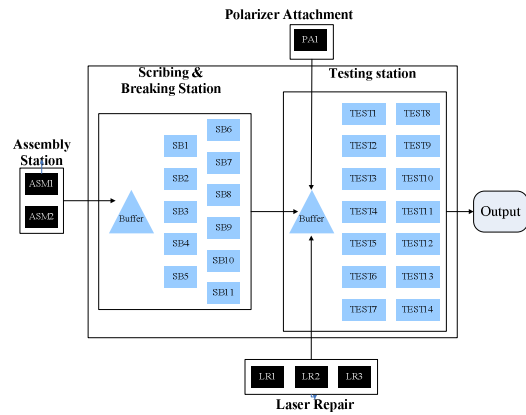 Polarizer Attachment
PA1
Scribing &
Breaking Station
Testing station
Assembly
Station
ASM1
ASM2
Buffer
SB1
SB2
SB3
SB4
SB5
SB6
SB7
SB8
SB9
SB10
SB11
Buffer
TEST1
TEST2
TEST3
TEST4
TEST5
TEST6
TEST7
TEST8
TEST9
TEST10
TEST11
TEST12
TEST13
TEST14
Output
LR1
LR2
LR3
Laser Repair